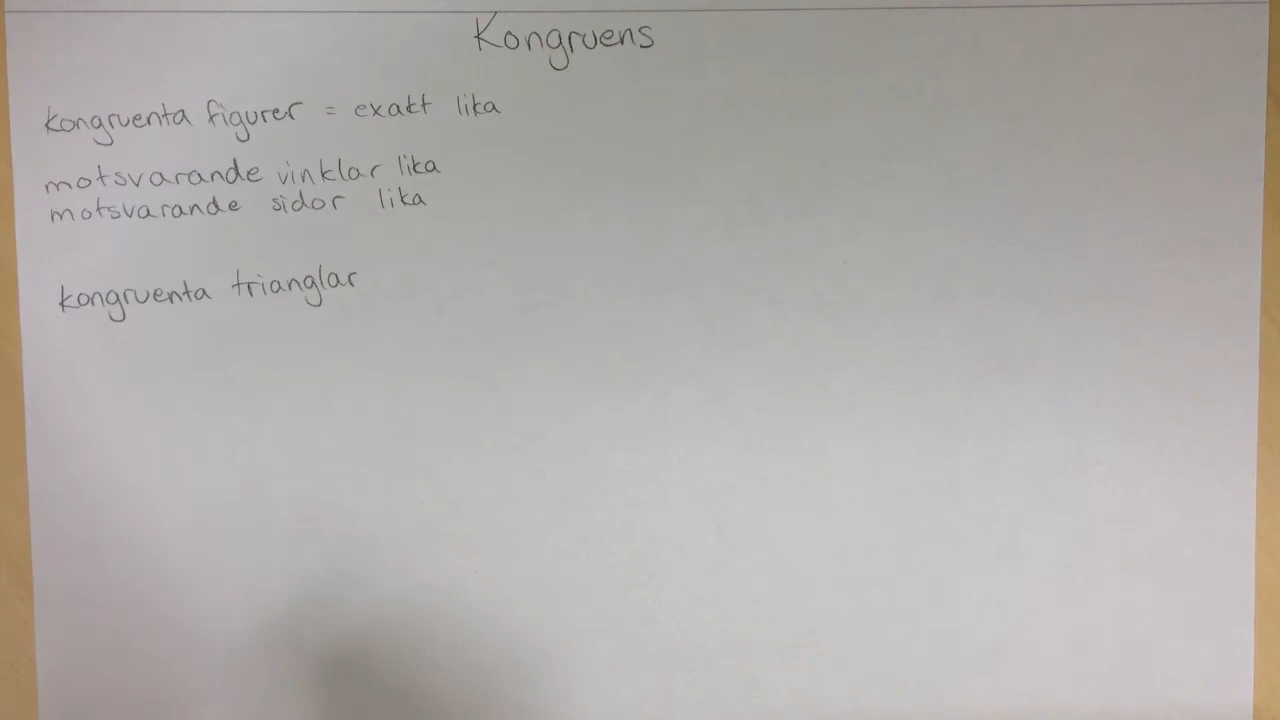 Kongruens
kongruenta figurer = exakt lika
motsvarande vinklar lika
motsvarande sidor lika
kongruenta trianglar